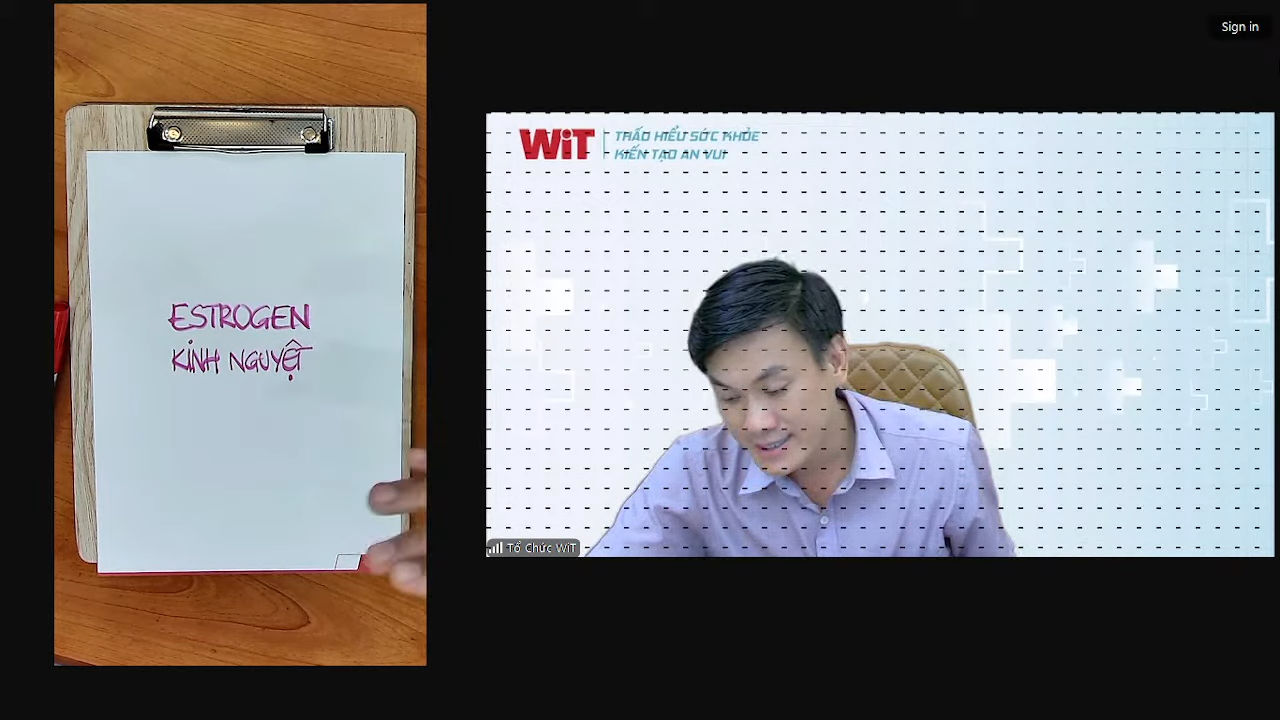 Sign in
ESTROGEN
KINH NGUYỆT
WiT
THẤU HIỂU SỨC KHỎE
KIẾN TẠO AN VUI
Tổ Chức WiT